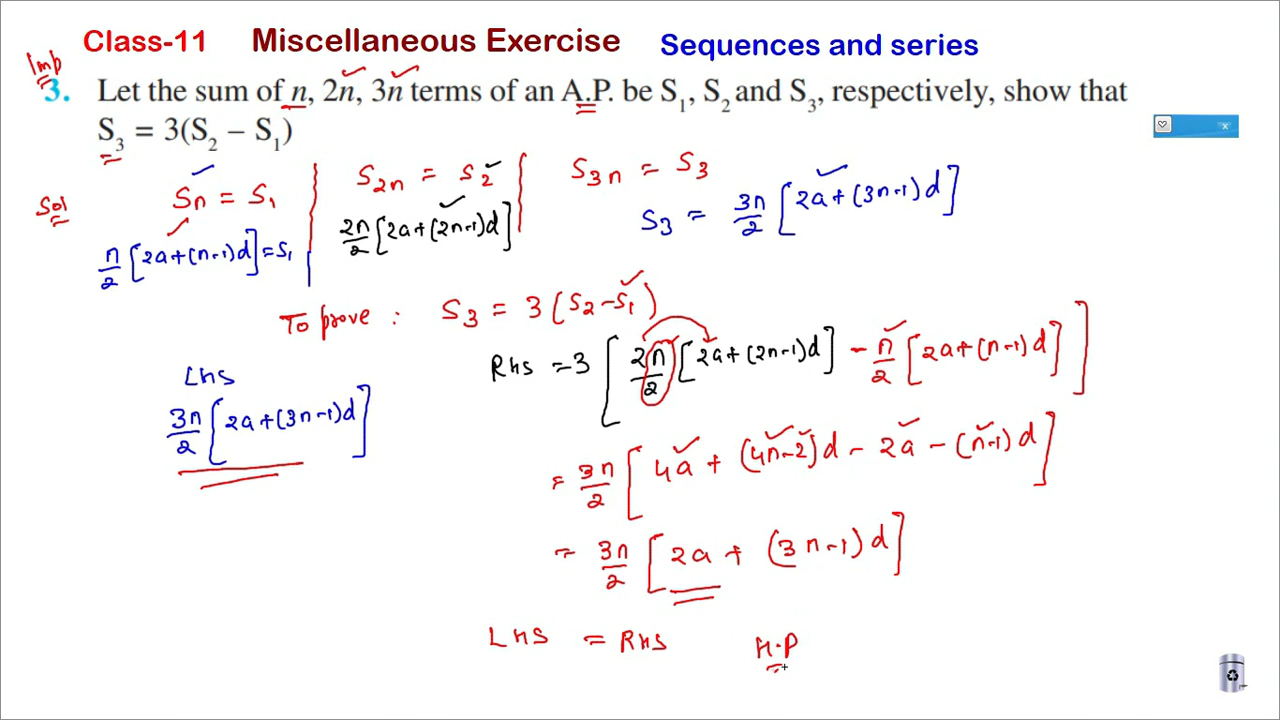 Class-11 Miscellaneous Exercise Sequences and series
Imp
3. Let the sum of n, 2n, 3n terms of an A.P. be S₁, S₂ and S₃, respectively, show that
S₃ = 3(S₂ – S₁)
Sol
Sn = S₁
n/2 [2a+(n-1)d] = S₁
S2n = S₂
2n/2 [2a+(2n-1)d]
S3n = S₃
S₃ = 3n/2 [2a+(3n-1)d]
To prove : S₃ = 3(S₂-S₁)
LHS
3n/2 [2a+(3n-1)d]
RHS = 3 [ 2n/2 [2a+(2n-1)d] - n/2 [2a+(n-1)d] ]
= 3n/2 [4a + (4n-2)d - 2a - (n-1)d]
= 3n/2 [2a + (3n-1)d]
LHS = RHS H.P